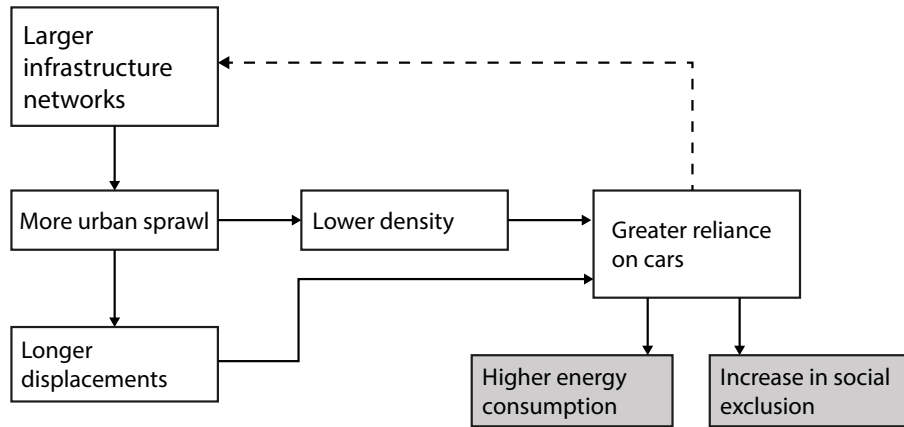 Larger
infrastructure
networks
More urban sprawl
Lower density
Greater reliance
on cars
Longer
displacements
Higher energy
consumption
Increase in social
exclusion